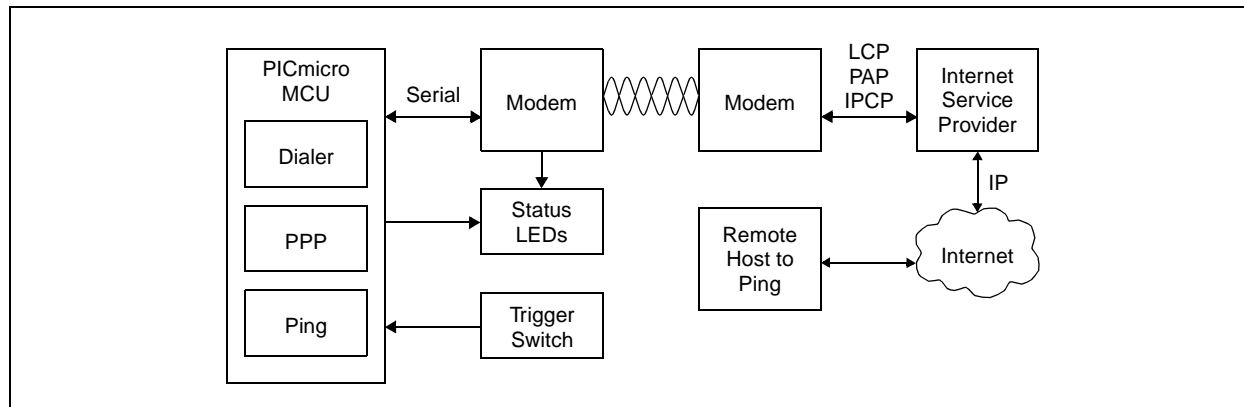 PICmicro
MCU
Dialer
PPP
Ping
Serial
Modem
Status
LEDs
Trigger
Switch
Modem
LCP
PAP
IPCP
Internet
Service
Provider
IP
Internet
Remote
Host to
Ping